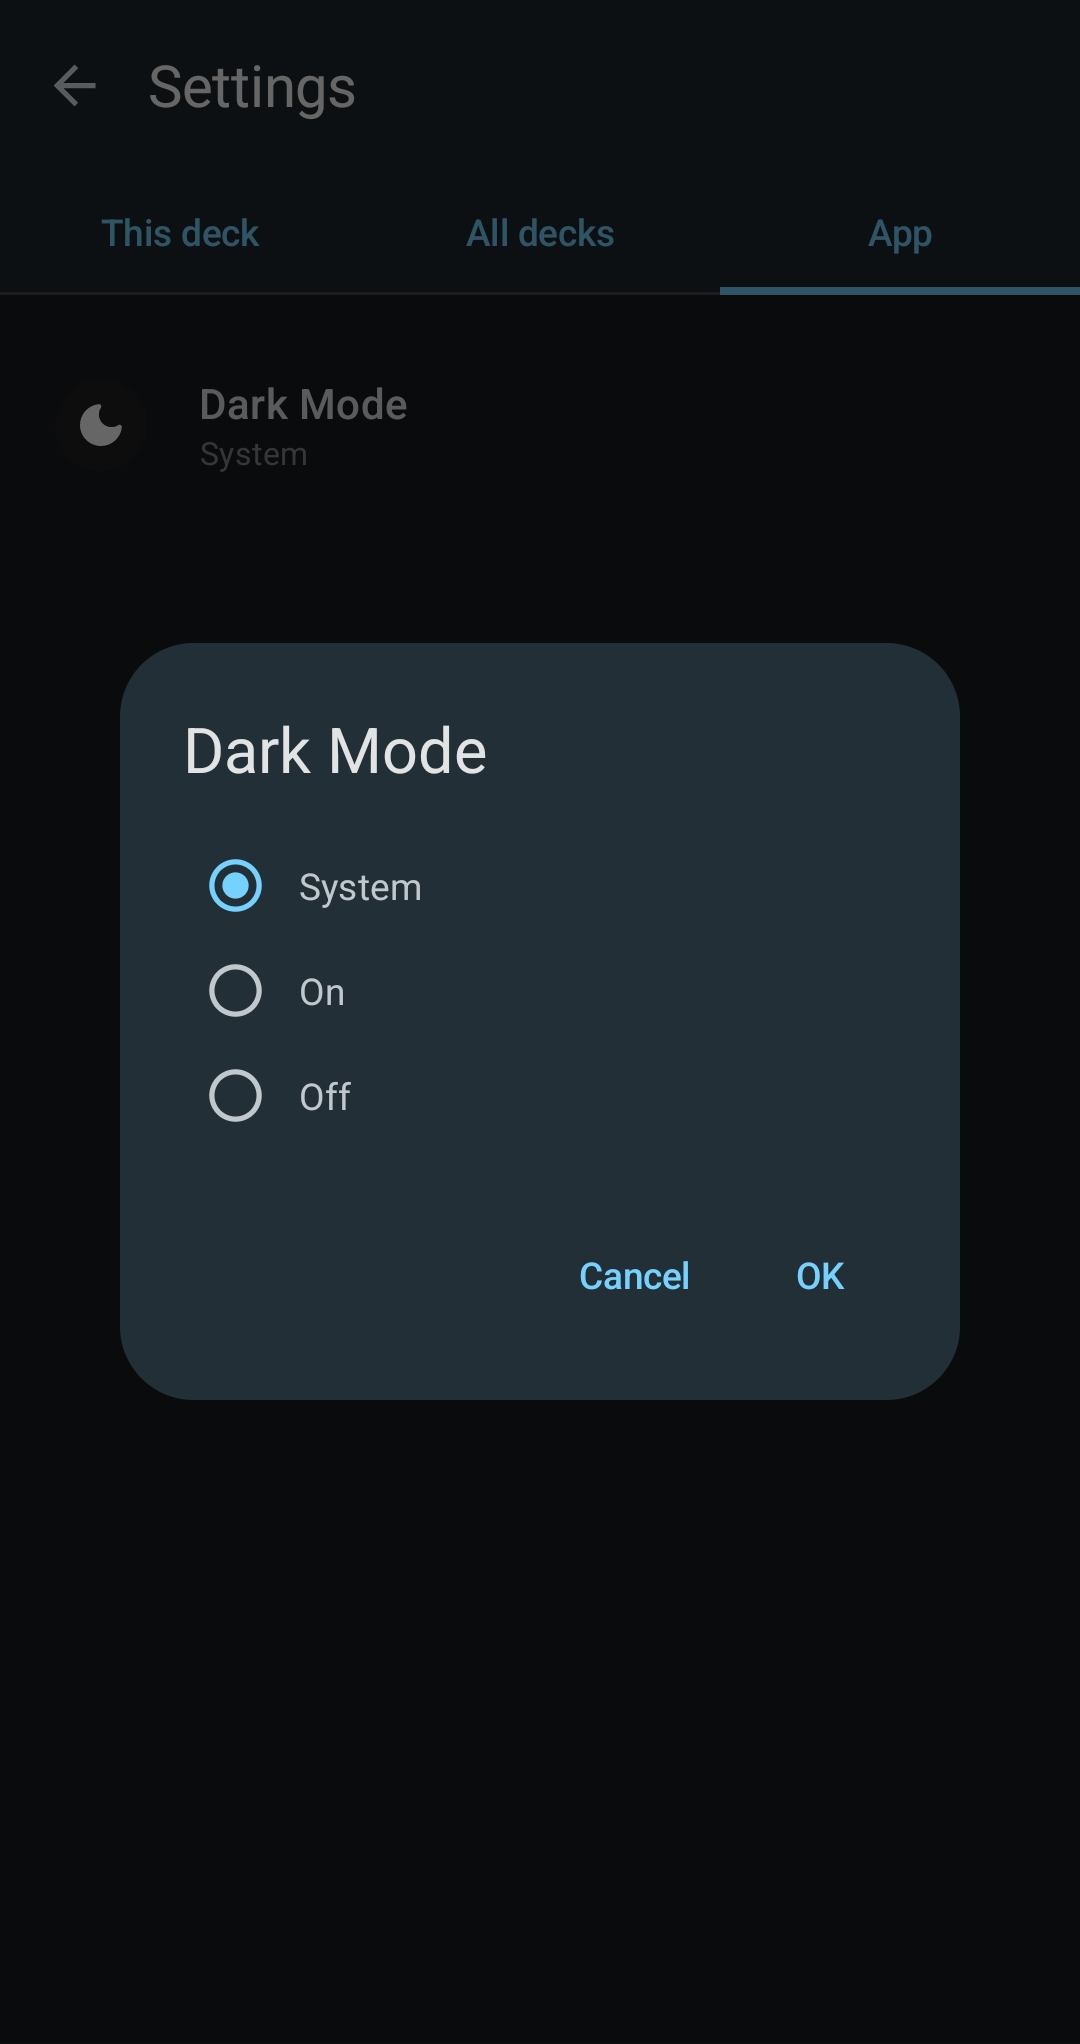 Settings
This deck
All decks
App
Dark Mode
System
Dark Mode
System
On
Off
Cancel
OK